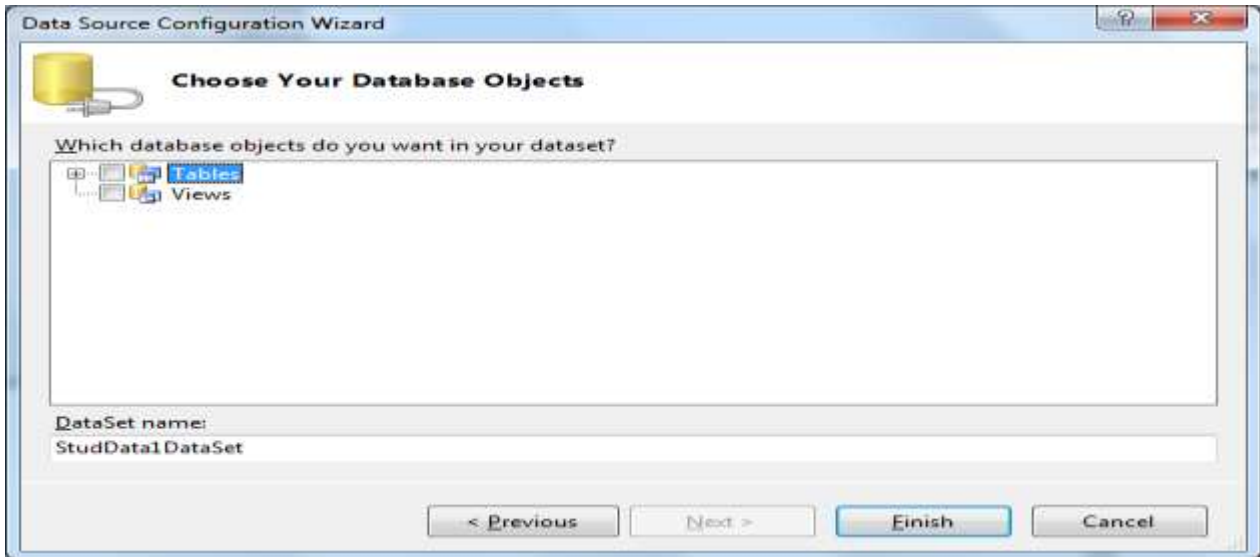 Data Source Configuration Wizard
Choose Your Database Objects
Which database objects do you want in your dataset?
Tables
Views
DataSet name:
StudData1DataSet
< Previous Next > Finish Cancel